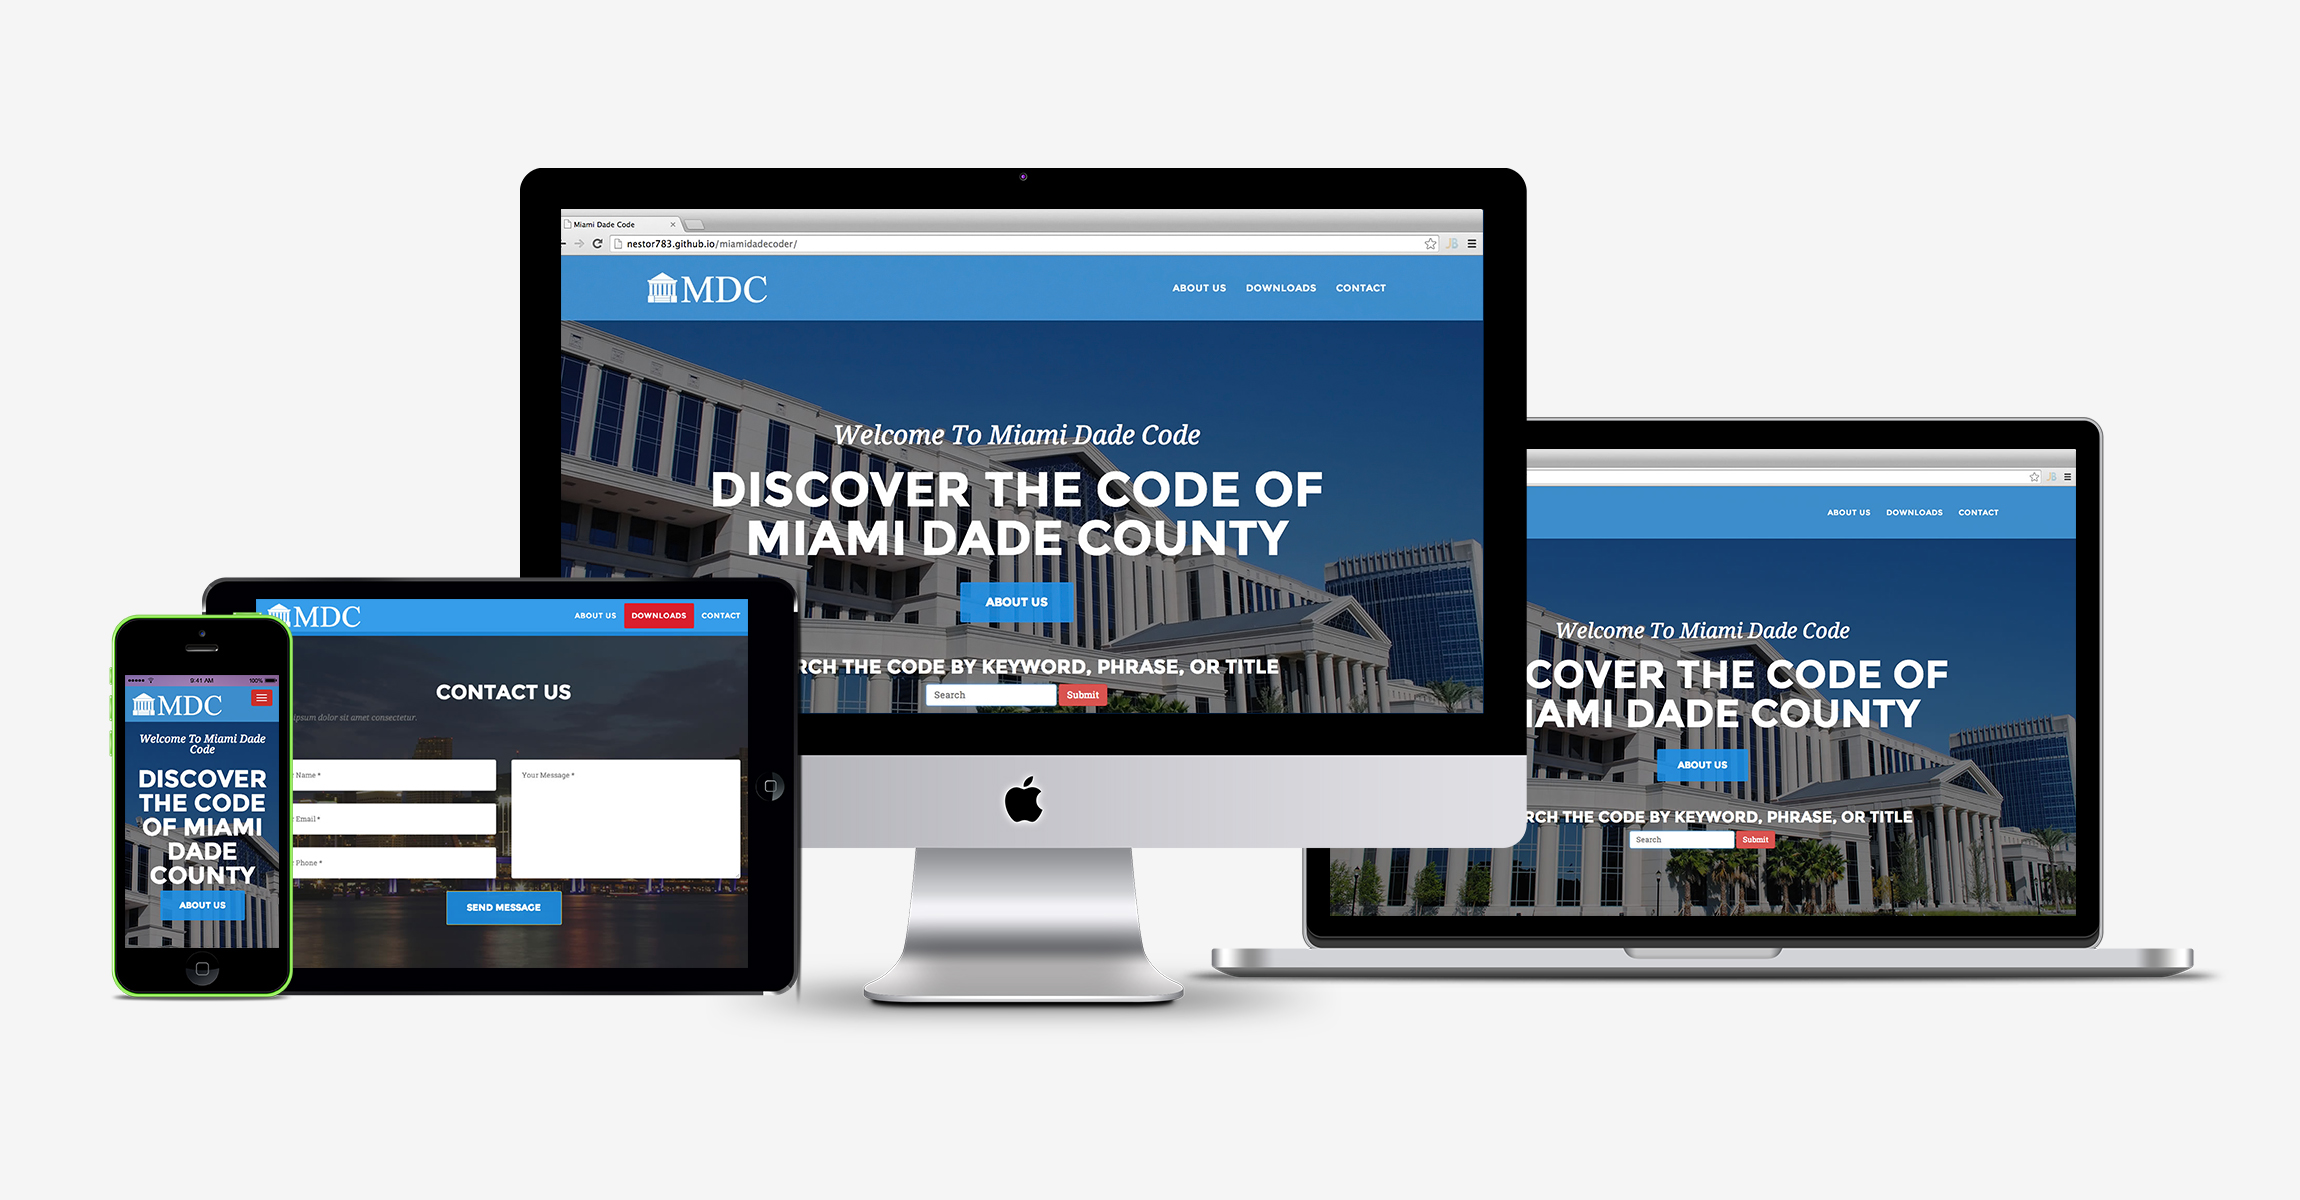 Miami Dade Code
nestor783.github.io/miamidadecoder/
MDC
ABOUT US DOWNLOADS CONTACT
Welcome To Miami Dade Code
DISCOVER THE CODE OF
MIAMI DADE COUNTY
ABOUT US
RCH THE CODE BY KEYWORD, PHRASE, OR TITLE
Search Submit
JB
ABOUT US DOWNLOADS CONTACT
Welcome To Miami Dade Code
COVER THE CODE OF
IAMI DADE COUNTY
ABOUT US
RCH THE CODE BY KEYWORD, PHRASE, OR TITLE
Search Submit
MDC
ABOUT US DOWNLOADS CONTACT
CONTACT US
ipsum dolor sit amet consectetur.
Name *
Your Message *
Email *
Phone *
SEND MESSAGE
9:41 AM 100%
MDC
Welcome To Miami Dade
Code
DISCOVER
THE CODE
OF MIAMI
DADE
COUNTY
ABOUT US